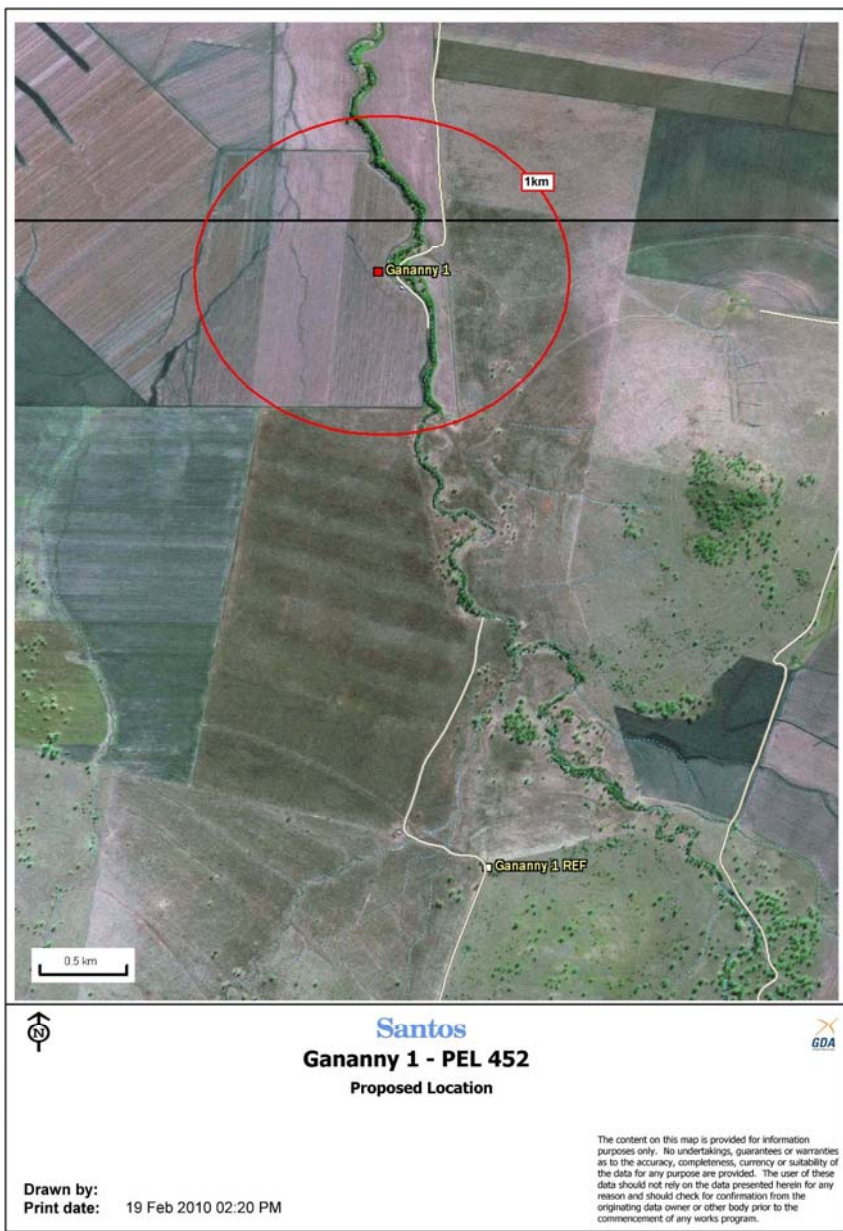 1km
Gananny 1
Gananny 1 REF
0.5 km
N
Santos
GDA
Gananny 1 - PEL 452
Proposed Location
The content on this map is provided for information
purposes only. No undertakings, guarantees or warranties
as to the accuracy, completeness, currency or suitability of
the data for any purpose are provided. The user of these
data should not rely on the data presented herein for any
reason and should check for confirmation from the
originating data owner or other body prior to the
commencement of any works program.
Drawn by:
Print date: 19 Feb 2010 02:20 PM